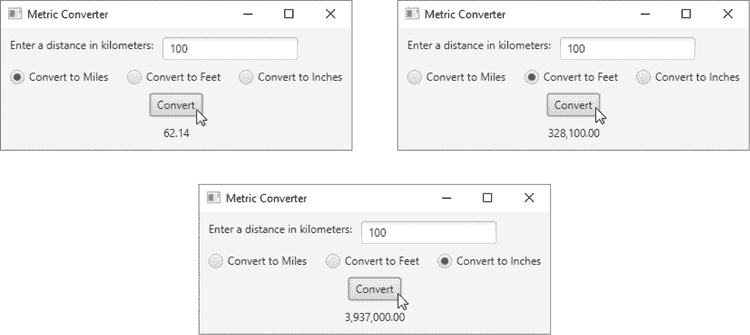 Metric Converter
Enter a distance in kilometers: 100
Convert to Miles Convert to Feet Convert to Inches
Convert
62.14
Metric Converter
Enter a distance in kilometers: 100
Convert to Miles Convert to Feet Convert to Inches
Convert
328,100.00
Metric Converter
Enter a distance in kilometers: 100
Convert to Miles Convert to Feet Convert to Inches
Convert
3,937,000.00